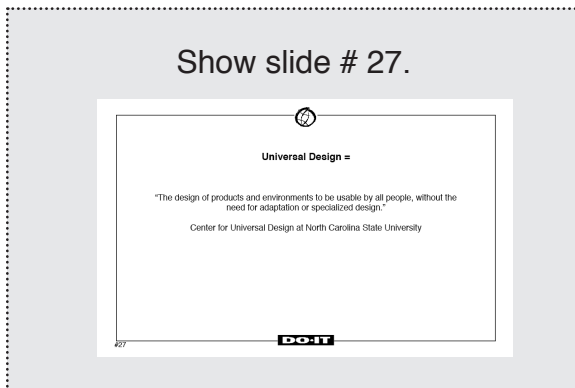 Show slide # 27.
Universal Design =
"The design of products and environments to be usable by all people, without the
need for adaptation or specialized design."
Center for Universal Design at North Carolina State University
#27
DO-IT